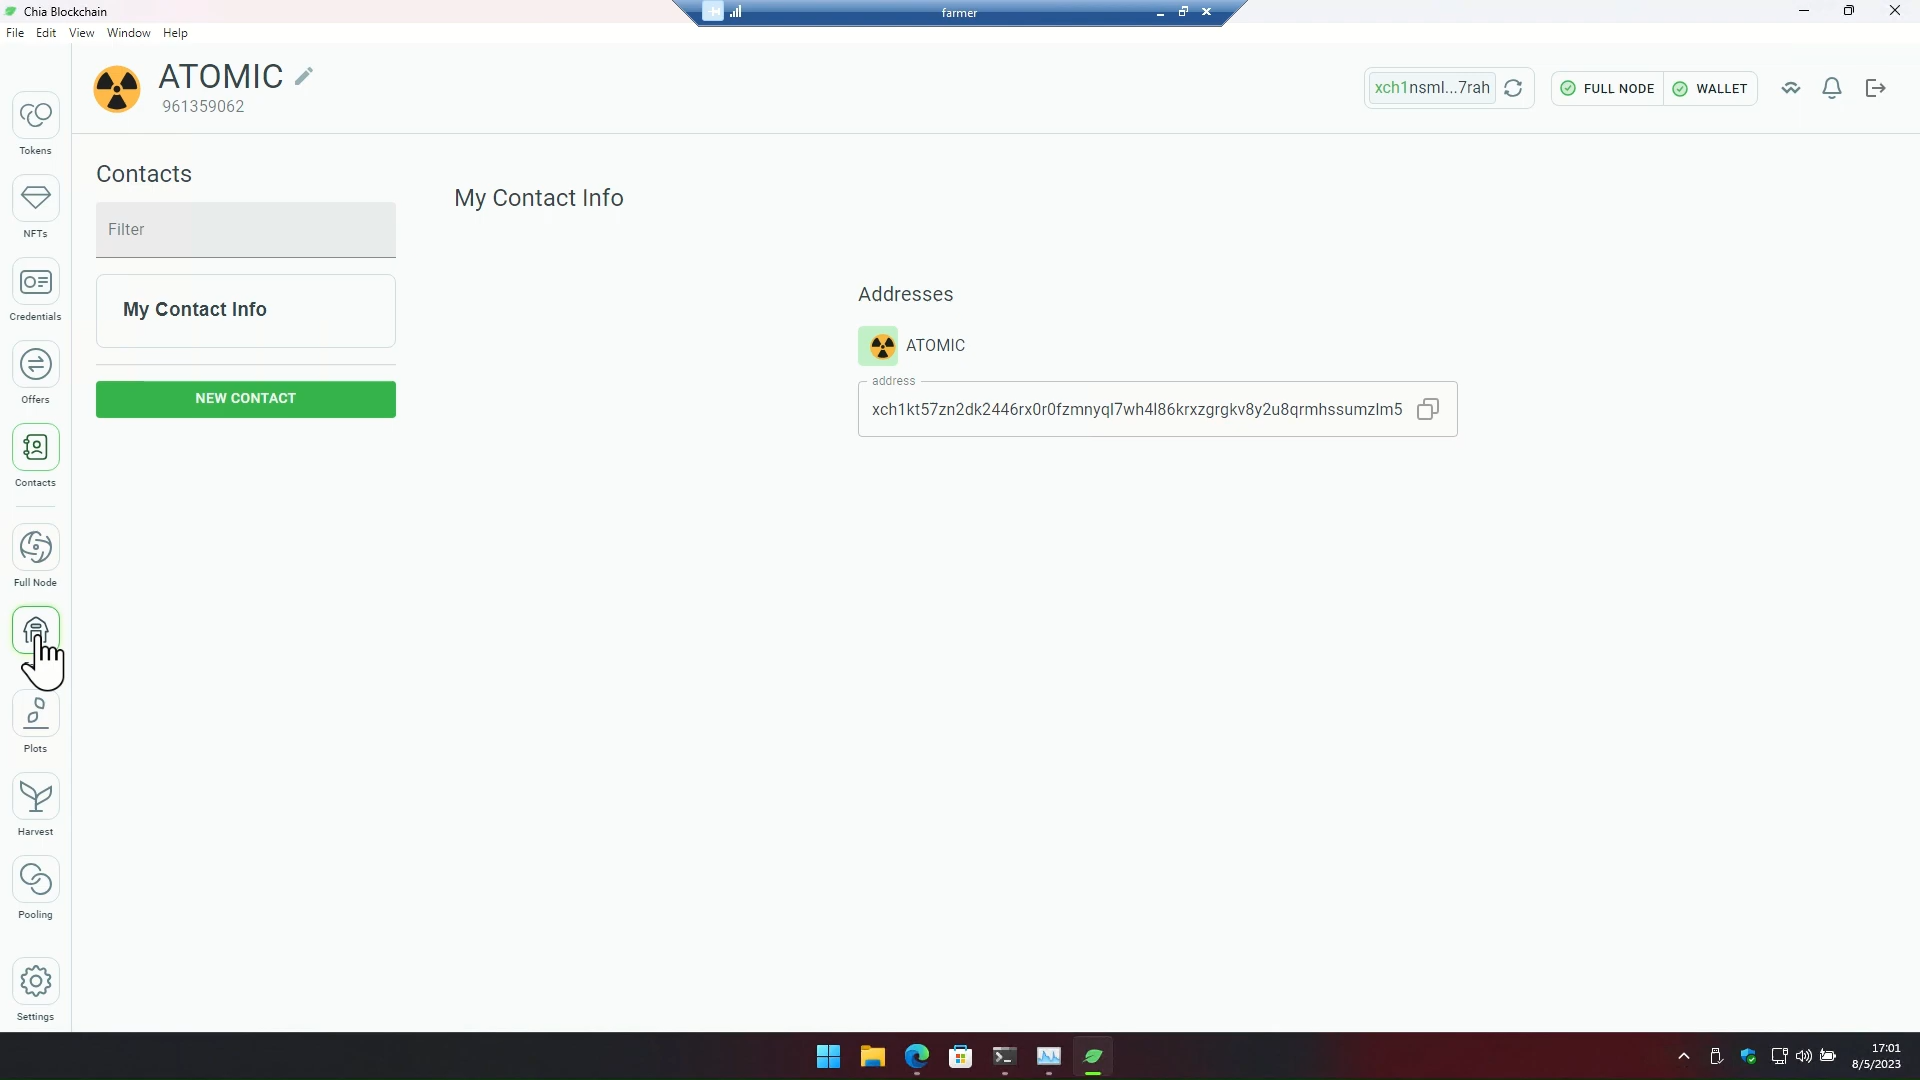 Chia Blockchain
farmer
File Edit View Window Help
ATOMIC
961359062
xch1nsml...7rah
FULL NODE
WALLET
Tokens
NFTs
Credentials
Offers
Contacts
Full Node
Plots
Harvest
Pooling
Settings
Contacts
Filter
My Contact Info
NEW CONTACT
My Contact Info
Addresses
ATOMIC
address
xch1kt57zn2dk2446rx0r0fzmnyql7wh4l86krxzgrgkv8y2u8qrmhssumzlm5
17:01
8/5/2023